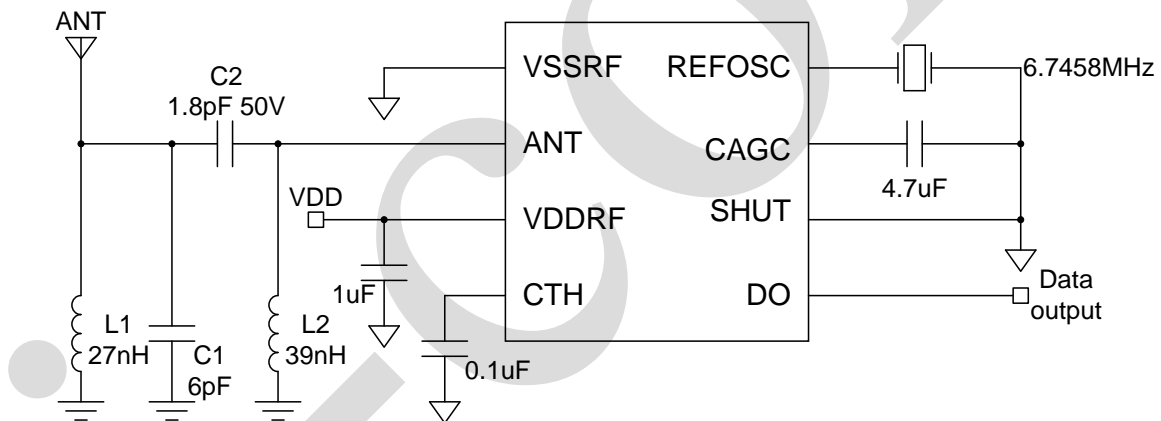 ANT
C2
1.8pF 50V
VSSRF
REFOSC
6.7458MHz
ANT
CAGC
4.7uF
VDD
VDDRF
SHUT
1uF
CTH
DO
Data
output
L1
27nH
C1
6pF
L2
39nH
0.1uF